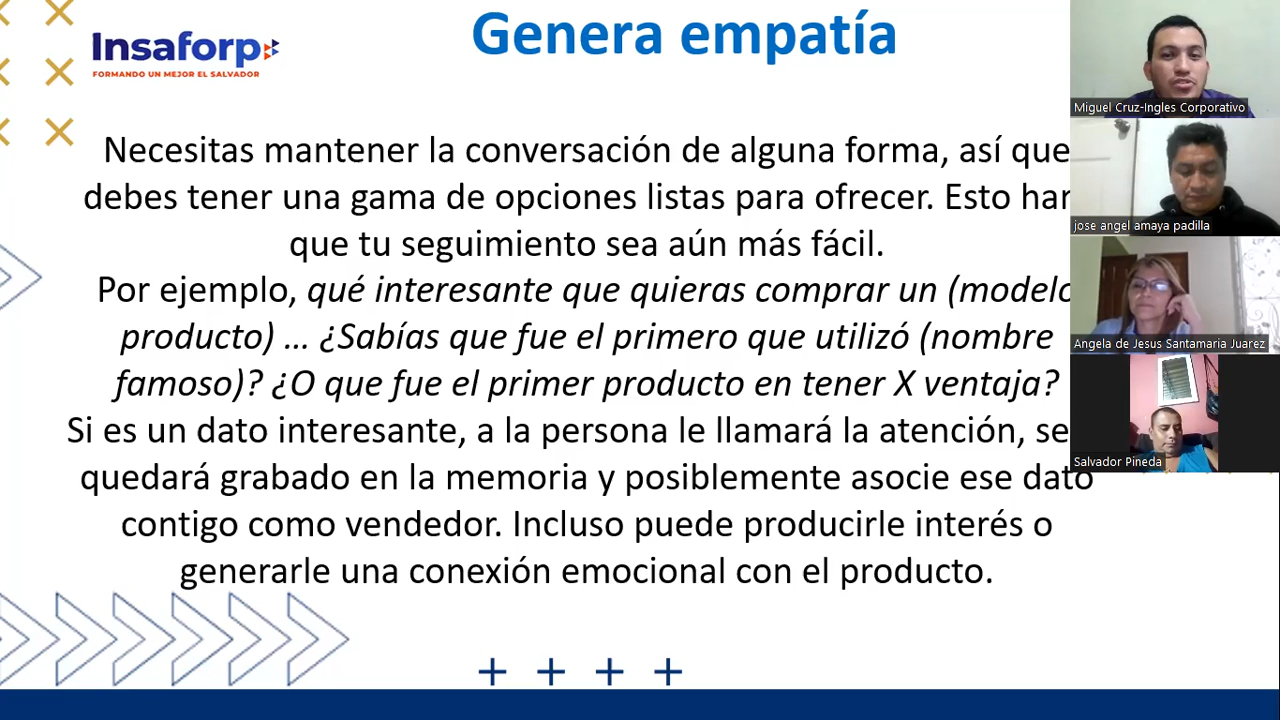 Genera empatía
Insaforp
FORMANDO UN MEJOR EL SALVADOR
Necesitas mantener la conversación de alguna forma, así que
debes tener una gama de opciones listas para ofrecer. Esto har
que tu seguimiento sea aún más fácil.
Por ejemplo, qué interesante que quieras comprar un (modelo
producto) … ¿Sabías que fue el primero que utilizó (nombre
famoso)? ¿O que fue el primer producto en tener X ventaja?
Si es un dato interesante, a la persona le llamará la atención, se
quedará grabado en la memoria y posiblemente asocie ese dato
contigo como vendedor. Incluso puede producirle interés o
generarle una conexión emocional con el producto.
Miguel Cruz-Ingles Corporativo
jose angel amaya padilla
Angela de Jesus Santamaria Juarez
Salvador Pineda